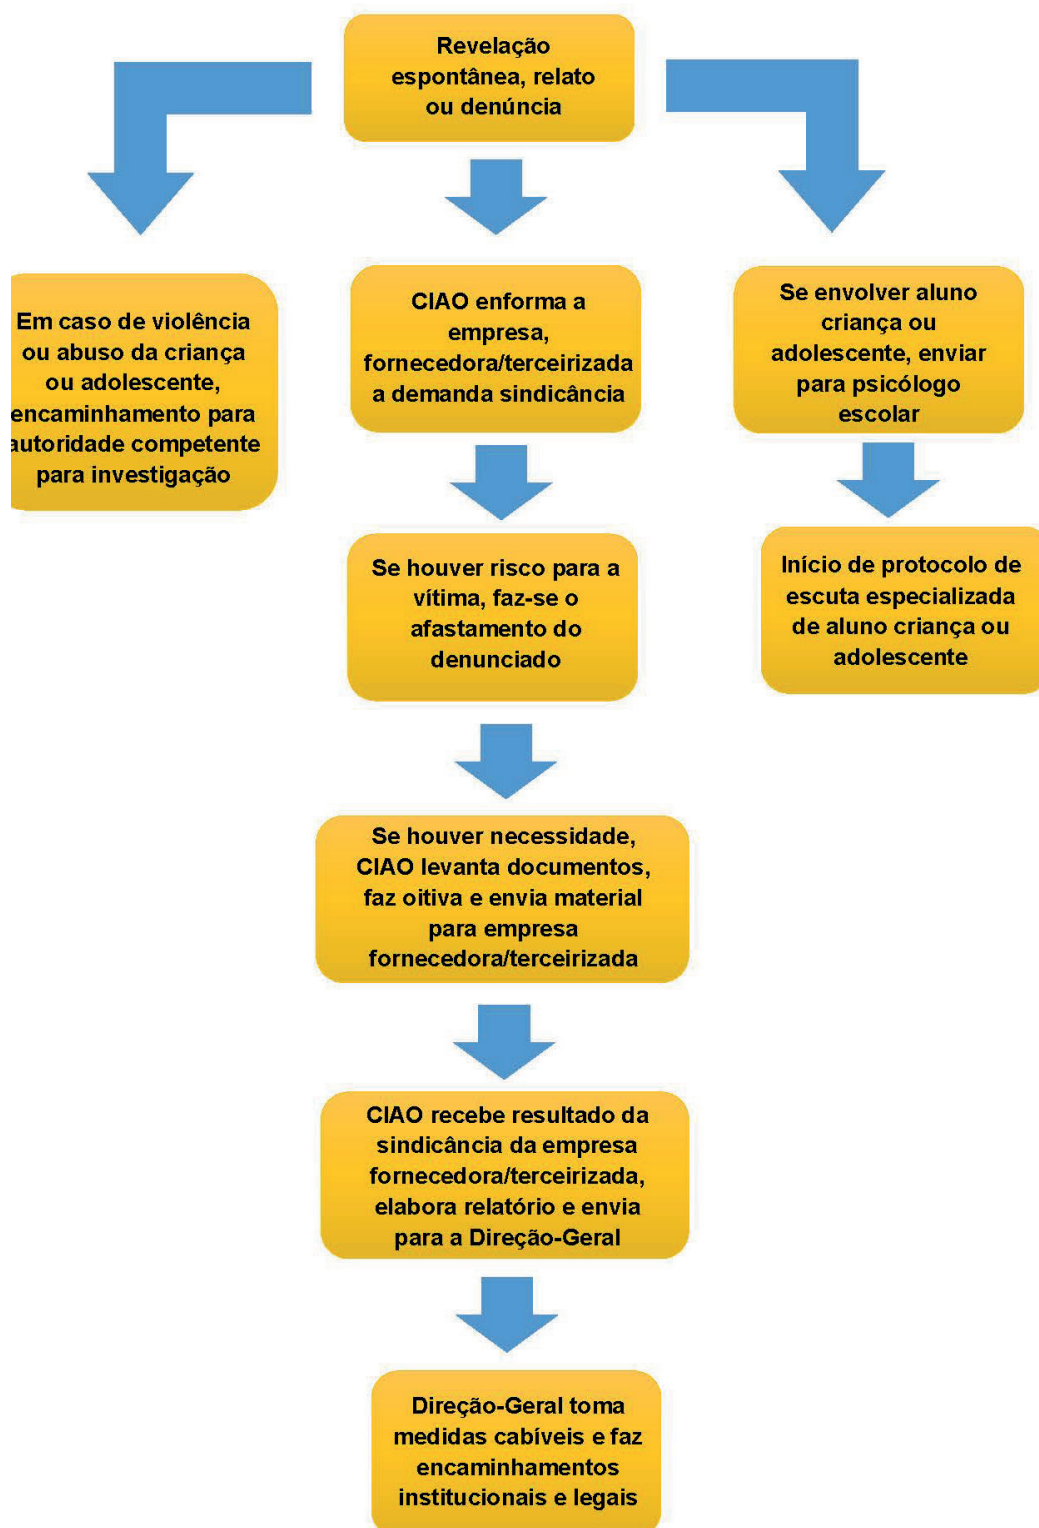 Revelação
espontânea, relato
ou denúncia
Em caso de violência
ou abuso da criança
ou adolescente,
encaminhamento para
autoridade competente
para investigação
CIAO enforma a
empresa,
fornecedora/terceirizada
a demanda sindicância
Se envolver aluno
criança ou
adolescente, enviar
para psicólogo
escolar
Se houver risco para a
vítima, faz-se o
afastamento do
denunciado
Início de protocolo de
escuta especializada
de aluno criança ou
adolescente
Se houver necessidade,
CIAO levanta documentos,
faz oitiva e envia material
para empresa
fornecedora/terceirizada
CIAO recebe resultado da
sindicância da empresa
fornecedora/terceirizada,
elabora relatório e envia
para a Direção-Geral
Direção-Geral toma
medidas cabíveis e faz
encaminhamentos
institucionais e legais